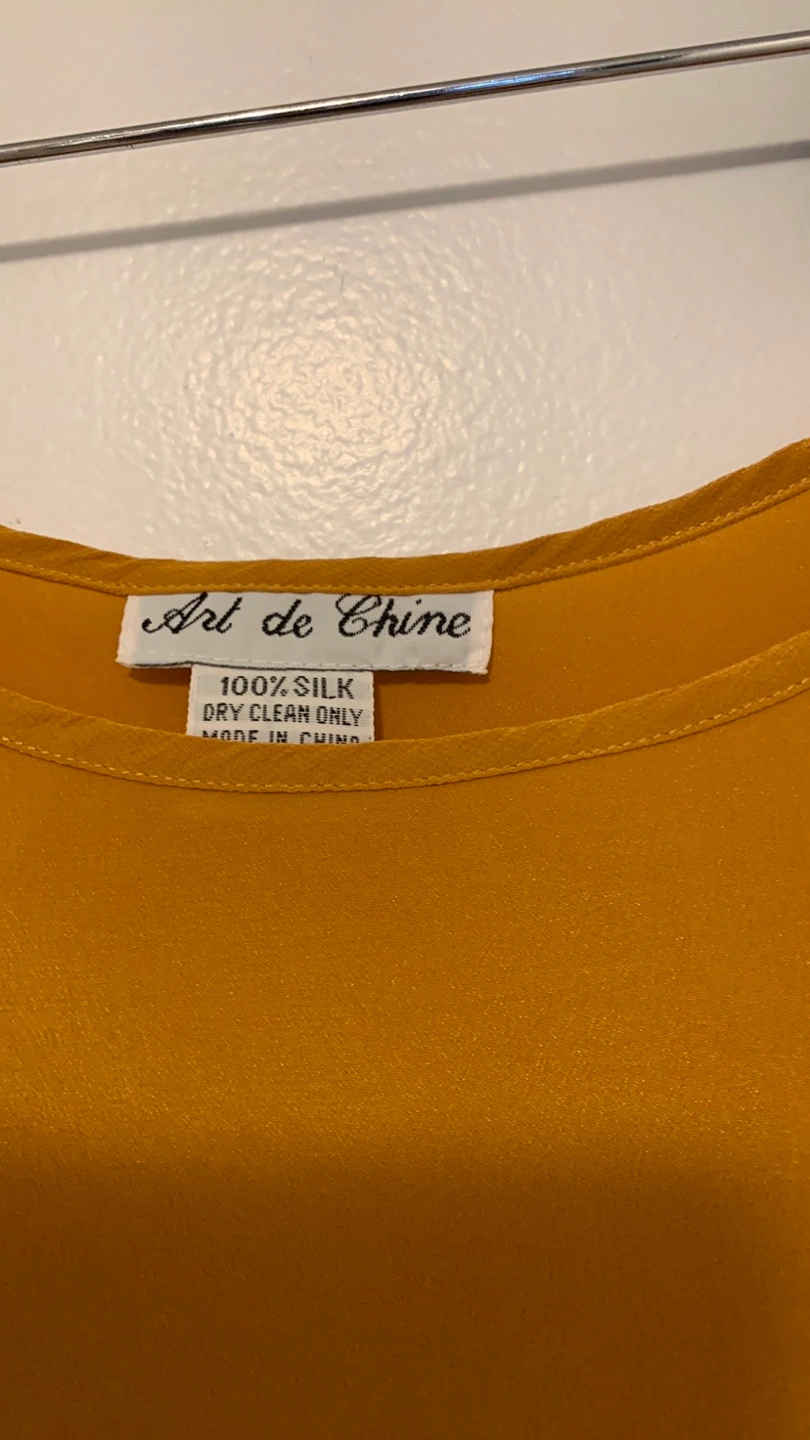 Art de Chine
100% SILK
DRY CLEAN ONLY
MADE IN CHINA